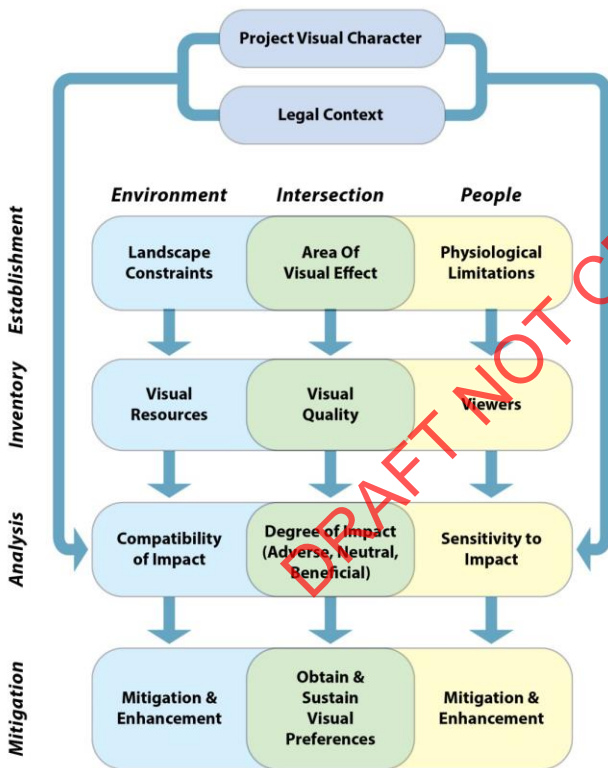 Project Visual Character
Legal Context
Environment
Intersection
People
Establishment
Landscape
Constraints
Area Of
Visual Effect
Physiological
Limitations
Inventory
Visual
Resources
Visual
Quality
Viewers
Analysis
Compatibility
of Impact
Degree of Impact
(Adverse, Neutral,
Beneficial)
Sensitivity to
Impact
Mitigation
Mitigation &
Enhancement
Obtain &
Sustain
Visual
Preferences
Mitigation &
Enhancement
DRAFT NOT